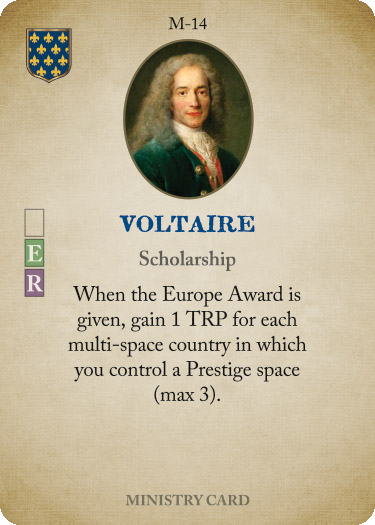 M-14
VOLTAIRE
Scholarship
E
R
When the Europe Award is
given, gain 1 TRP for each
multi-space country in which
you control a Prestige space
(max 3).
MINISTRY CARD